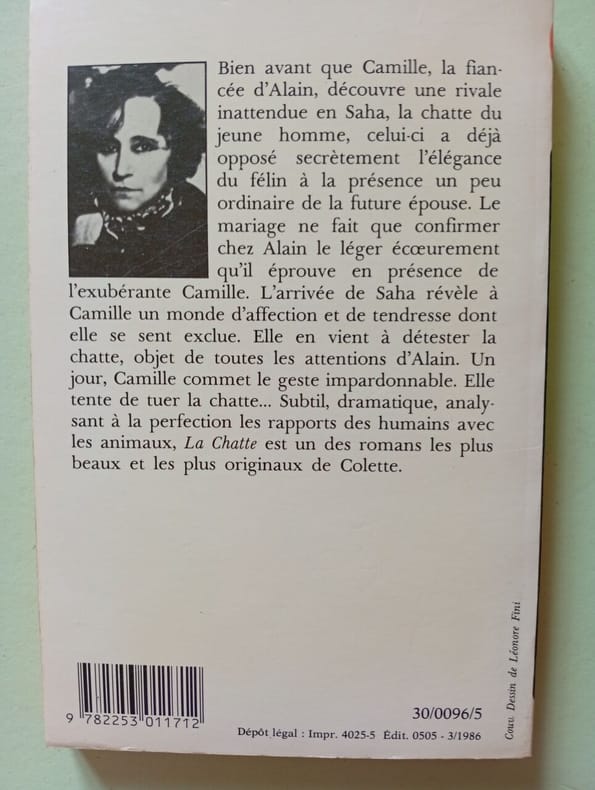 Bien avant que Camille, la fian-
cée d'Alain, découvre une rivale
inattendue en Saha, la chatte du
jeune homme, celui-ci a déjà
opposé secrètement l'élégance
du félin à la présence un peu
ordinaire de la future épouse. Le
mariage ne fait que confirmer
chez Alain le léger écœurement
qu'il éprouve en présence de
l'exubérante Camille. L'arrivée de Saha révèle à
Camille un monde d'affection et de tendresse dont
elle se sent exclue. Elle en vient à détester la
chatte, objet de toutes les attentions d'Alain. Un
jour, Camille commet le geste impardonnable. Elle
tente de tuer la chatte... Subtil, dramatique, analy-
sant à la perfection les rapports des humains avec
les animaux, La Chatte est un des romans les plus
beaux et les plus originaux de Colette.
9 782253 011712
30/0096/5
Dépôt légal : Impr. 4025-5 Édit. 0505 - 3/1986
Couv. Dessin de Léonore Fini